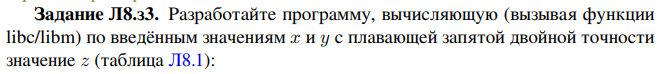 Задание Л8.з3. Разработайте программу, вычисляющую (вызывая функции
libc/libm) по введённым значениям x и y с плавающей запятой двойной точности
значение z (таблица Л8.1):